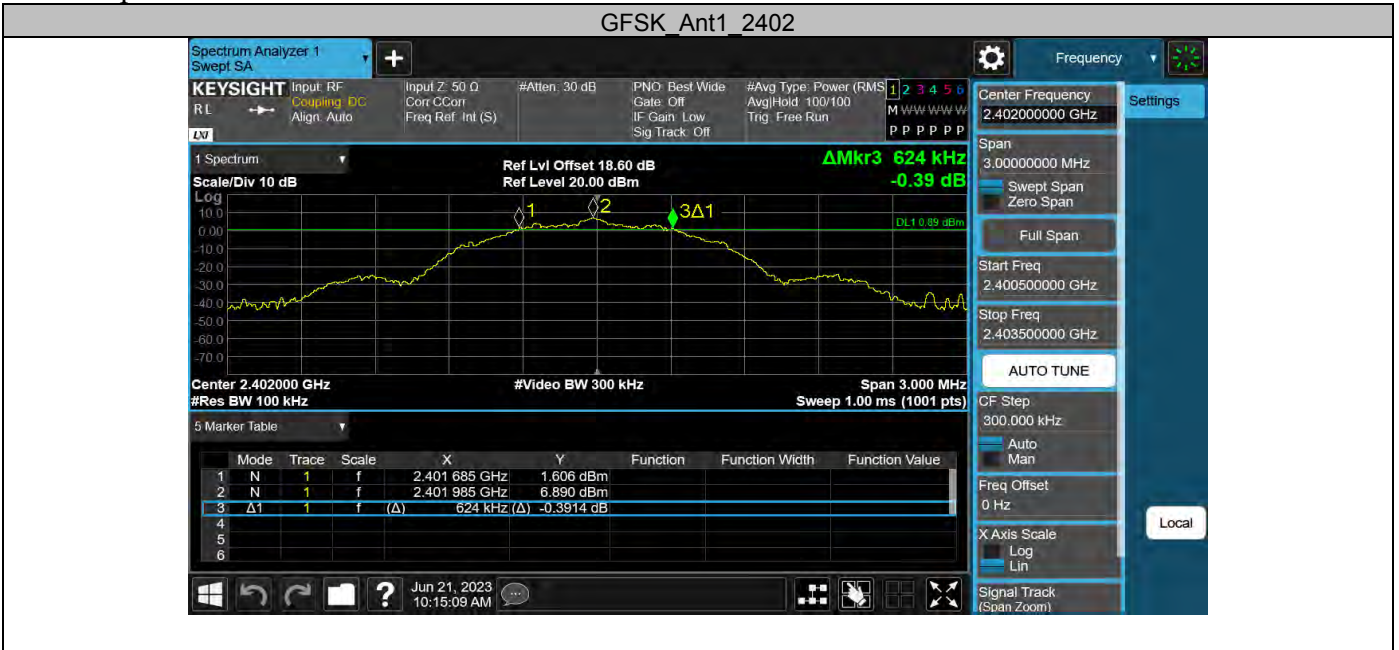 GFSK_Ant1_2402
Spectrum Analyzer 1
Swept SA
+
Frequency
KEYSIGHT
RL
LXI
Input: RF
Coupling: DC
Align: Auto
Input Z: 50 Ω
Corr CCorr
Freq Ref: Int (S)
#Atten: 30 dB
PNO: Best Wide
Gate: Off
IF Gain: Low
Sig Track: Off
#Avg Type: Power (RMS
Avg|Hold: 100/100
Trig: Free Run
1 2 3 4 5 6
M W W W W W
P P P P P P
1 Spectrum
Scale/Div 10 dB
Ref Lvl Offset 18.60 dB
Ref Level 20.00 dBm
ΔMkr3 624 kHz
-0.39 dB
Log
10.0
0.00
-10.0
-20.0
-30.0
-40.0
-50.0
-60.0
-70.0
1
2
3Δ1
DL1 0.89 dBm
Center 2.402000 GHz
#Video BW 300 kHz
Span 3.000 MHz
#Res BW 100 kHz
Sweep 1.00 ms (1001 pts)
5 Marker Table
Mode Trace Scale X Y Function Function Width Function Value
1 N 1 f 2.401 685 GHz 1.606 dBm
2 N 1 f 2.401 985 GHz 6.890 dBm
3 Δ1 1 f (Δ) 624 kHz (Δ) -0.3914 dB
4
5
6
?
Jun 21, 2023
10:15:09 AM
Center Frequency
2.402000000 GHz
Settings
Span
3.00000000 MHz
Swept Span
Zero Span
Full Span
Start Freq
2.400500000 GHz
Stop Freq
2.403500000 GHz
AUTO TUNE
CF Step
300.000 kHz
Auto
Man
Freq Offset
0 Hz
Local
X Axis Scale
Log
Lin
Signal Track
(Span Zoom)